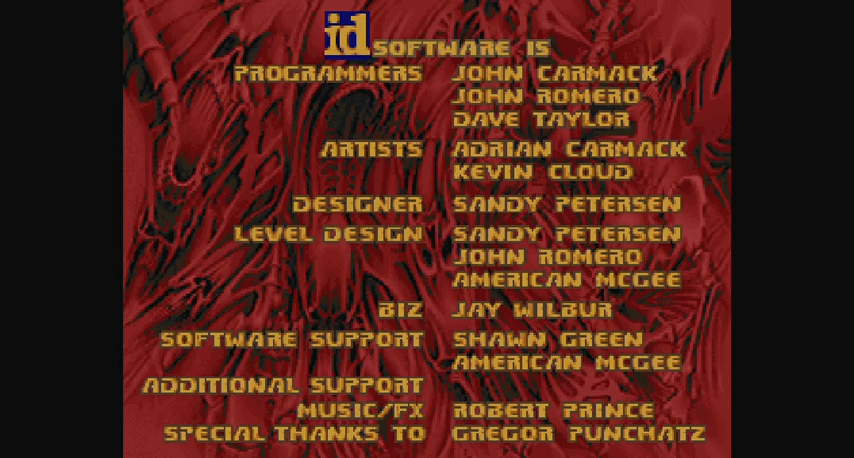 id SOFTWARE IS
PROGRAMMERS JOHN CARMACK
JOHN ROMERO
DAVE TAYLOR
ARTISTS ADRIAN CARMACK
KEVIN CLOUD
DESIGNER SANDY PETERSEN
LEVEL DESIGN SANDY PETERSEN
JOHN ROMERO
AMERICAN MCGEE
BIZ JAY WILBUR
SOFTWARE SUPPORT SHAWN GREEN
AMERICAN MCGEE
ADDITIONAL SUPPORT
MUSIC/FX ROBERT PRINCE
SPECIAL THANKS TO GREGOR PUNCHATZ